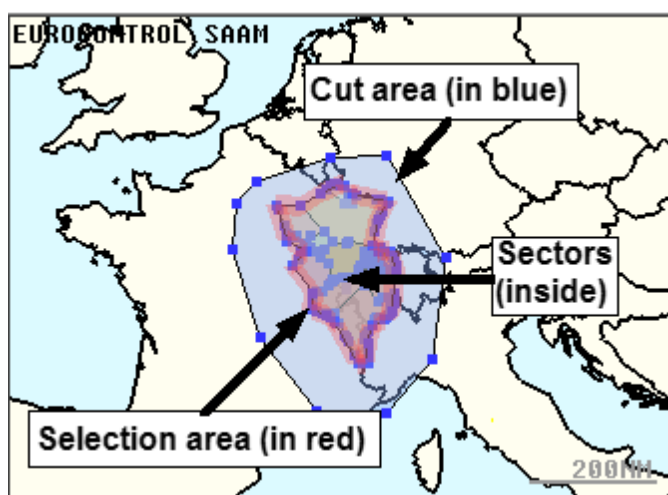 EUROCONTROL SAAM
Cut area (in blue)
Sectors
(inside)
Selection area (in red)
200NM